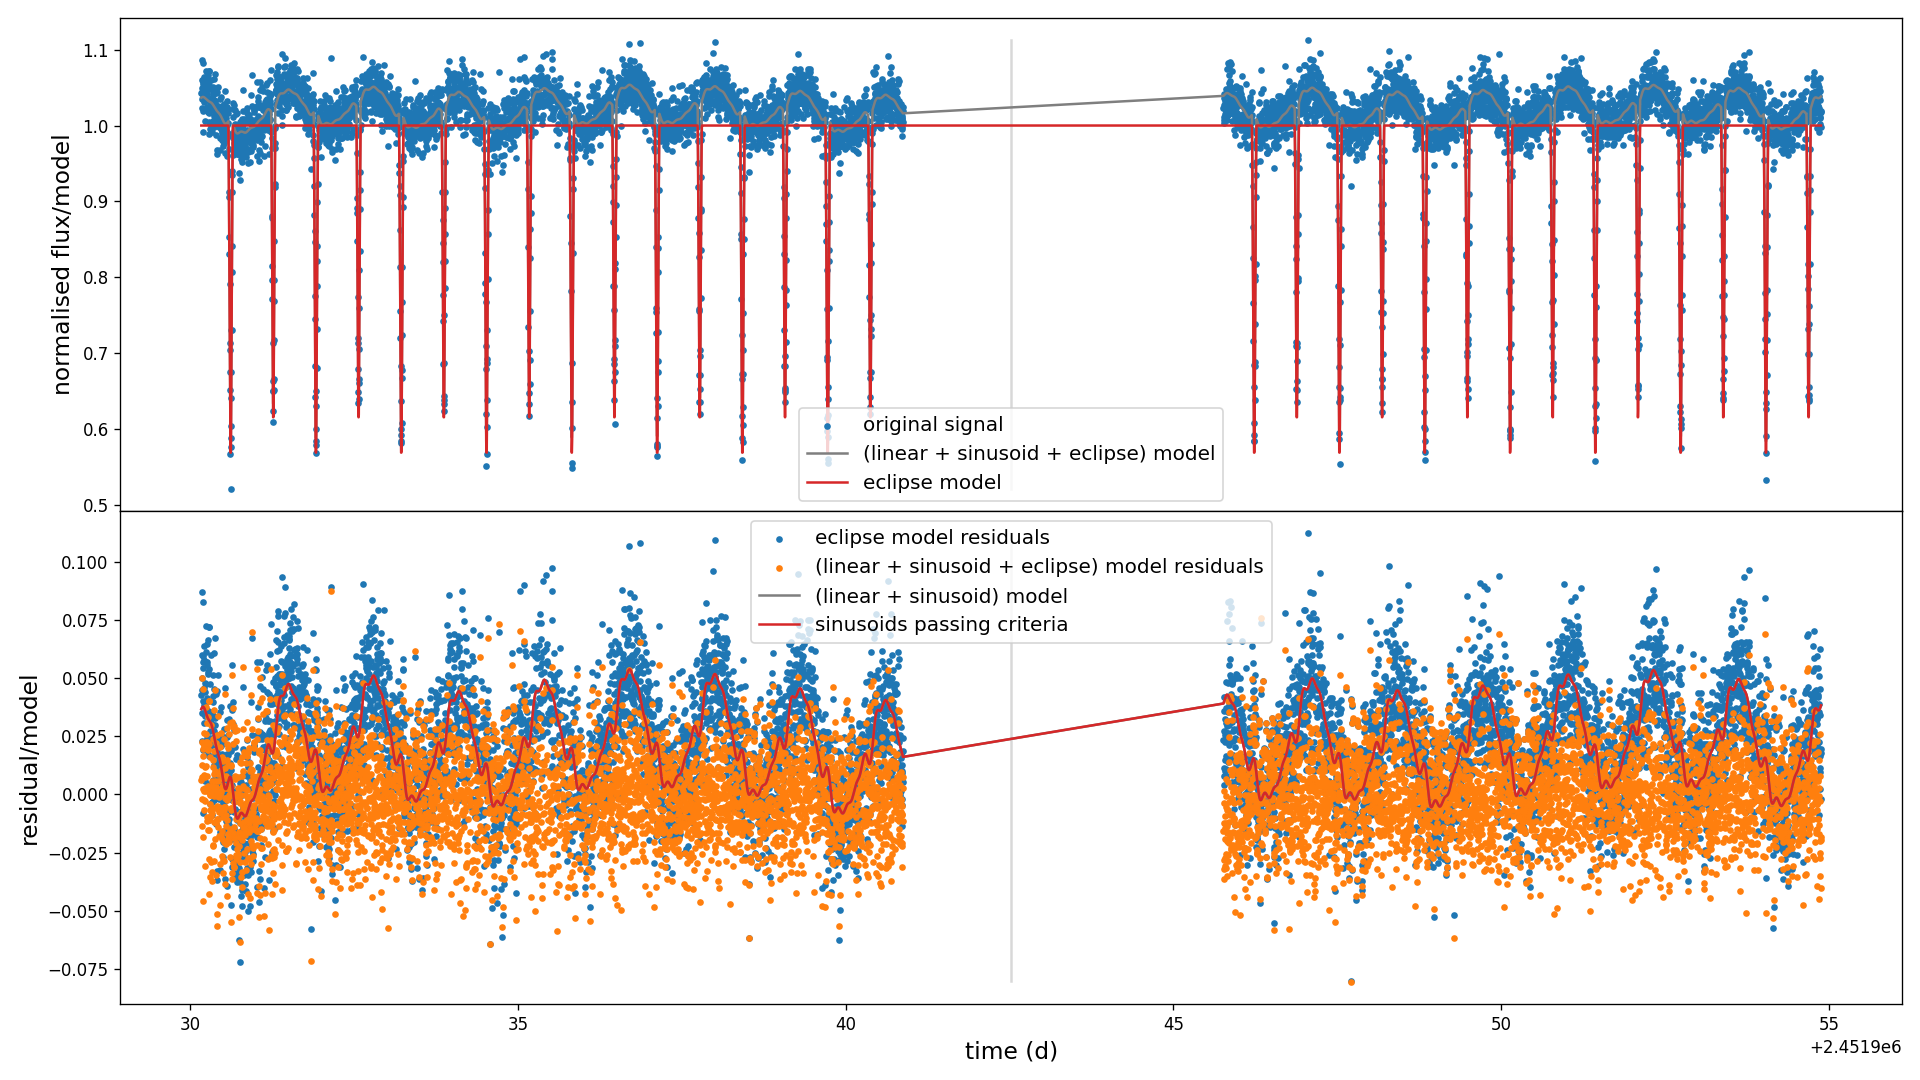 normalised flux/model
1.1
1.0
0.9
0.8
0.7
0.6
0.5
original signal
(linear + sinusoid + eclipse) model
eclipse model
residual/model
0.100
0.075
0.050
0.025
0.000
−0.025
−0.050
−0.075
eclipse model residuals
(linear + sinusoid + eclipse) model residuals
(linear + sinusoid) model
sinusoids passing criteria
30
35
40
45
50
55
time (d)
+2.4519e6